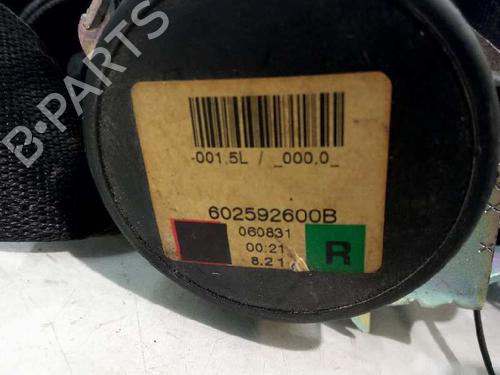 B-PARTS
-001.5L / _000.0_
602592600B
060831
00:21
8.21
R